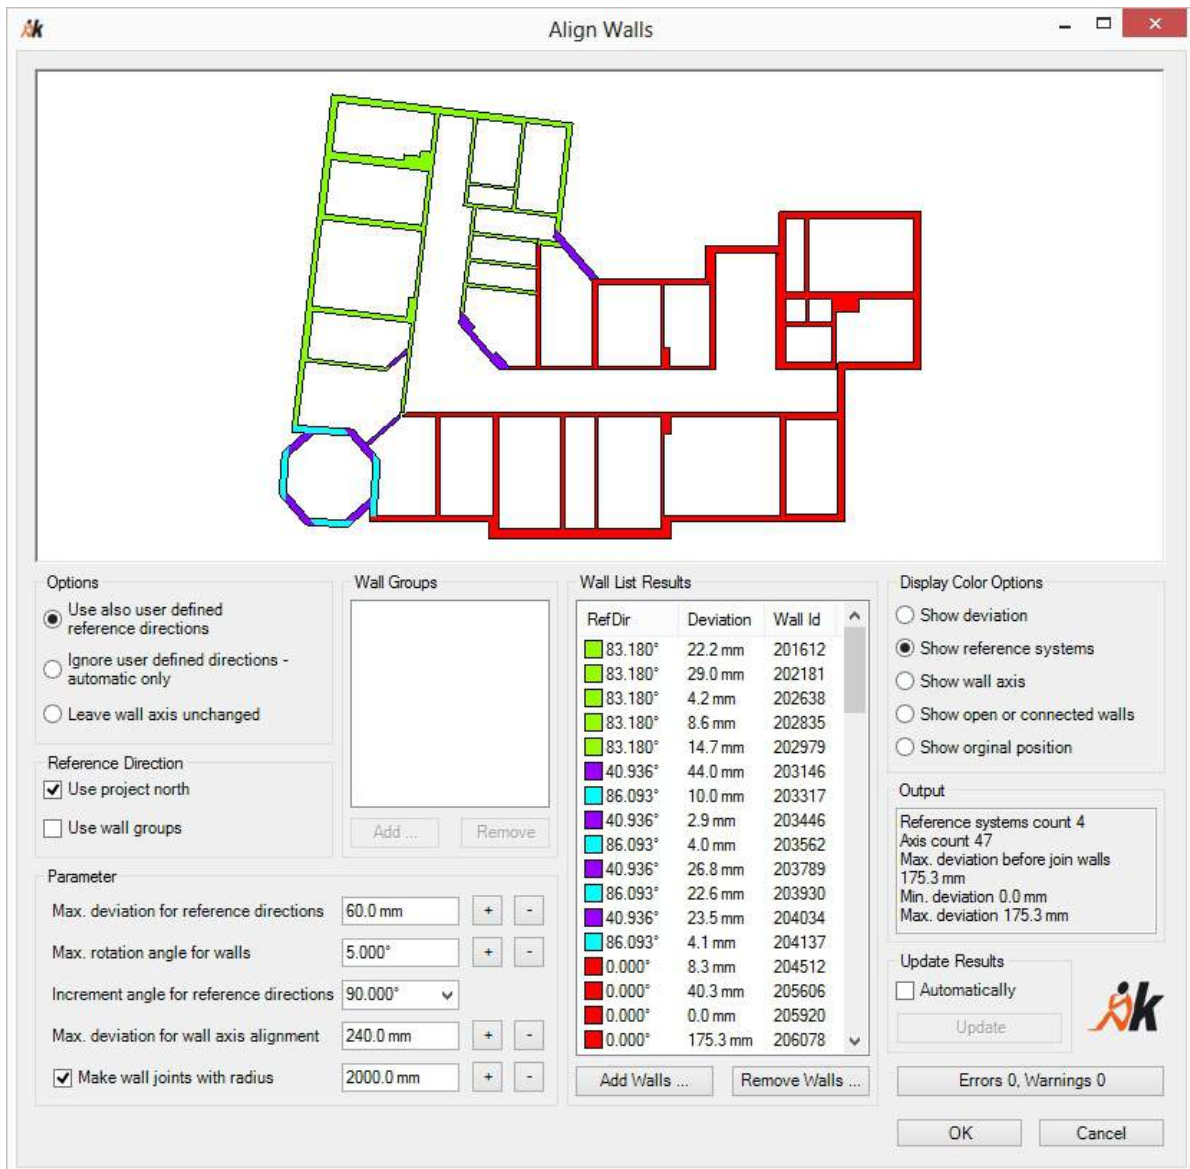 Align Walls
Options
Use also user defined
reference directions
Ignore user defined directions -
automatic only
Leave wall axis unchanged
Reference Direction
Use project north
Use wall groups
Wall Groups
Add ...
Remove
Parameter
Max. deviation for reference directions
60.0 mm
+
-
Max. rotation angle for walls
5.000°
+
-
Increment angle for reference directions
90.000°
Max. deviation for wall axis alignment
240.0 mm
+
-
Make wall joints with radius
2000.0 mm
+
-
Wall List Results
RefDir Deviation Wall Id
83.180° 22.2 mm 201612
83.180° 29.0 mm 202181
83.180° 4.2 mm 202638
83.180° 8.6 mm 202835
83.180° 14.7 mm 202979
40.936° 44.0 mm 203146
86.093° 10.0 mm 203317
40.936° 2.9 mm 203446
86.093° 4.0 mm 203562
40.936° 26.8 mm 203789
86.093° 22.6 mm 203930
40.936° 23.5 mm 204034
86.093° 4.1 mm 204137
0.000° 8.3 mm 204512
0.000° 40.3 mm 205606
0.000° 0.0 mm 205920
0.000° 175.3 mm 206078
Add Walls ...
Remove Walls ...
Display Color Options
Show deviation
Show reference systems
Show wall axis
Show open or connected walls
Show orginal position
Output
Reference systems count 4
Axis count 47
Max. deviation before join walls
175.3 mm
Min. deviation 0.0 mm
Max. deviation 175.3 mm
Update Results
Automatically
Update
k
Errors 0, Warnings 0
OK
Cancel